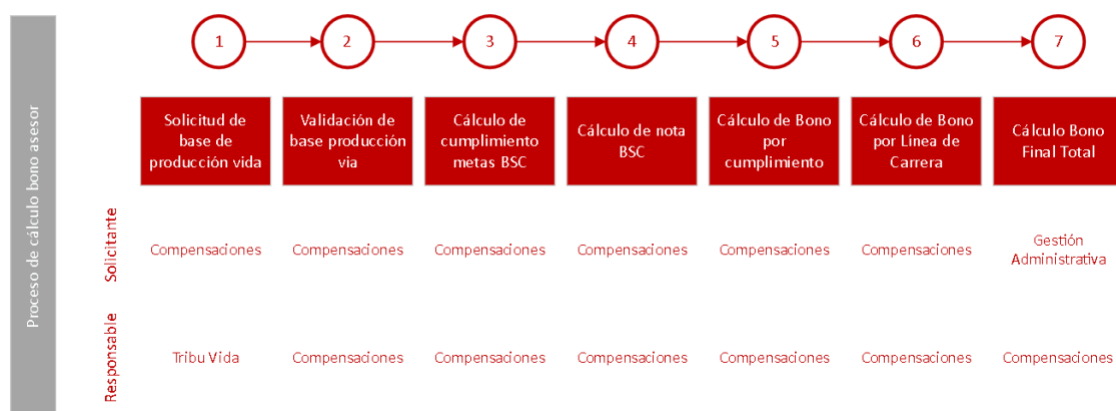 Proceso de cálculo bono asesor
1
2
3
4
5
6
7
Solicitud de
base de
producción vida
Validación de
base producción
via
Cálculo de
cumplimiento
metas BSC
Cálculo de nota
BSC
Cálculo de Bono
por
cumplimiento
Cálculo de Bono
por Línea de
Carrera
Cálculo Bono
Final Total
Solicitante
Compensaciones
Compensaciones
Compensaciones
Compensaciones
Compensaciones
Compensaciones
Gestión
Administrativa
Responsable
Tribu Vida
Compensaciones
Compensaciones
Compensaciones
Compensaciones
Compensaciones
Compensaciones